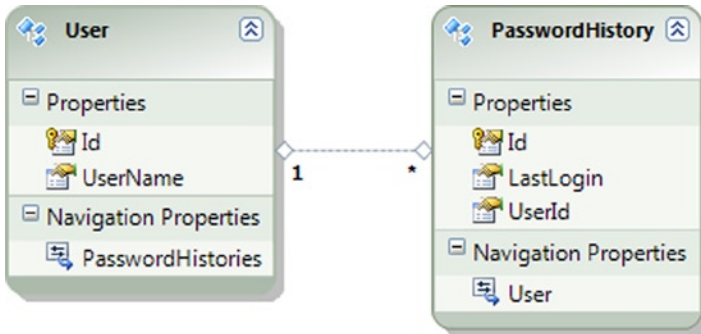 User
Properties
Id
UserName
Navigation Properties
PasswordHistories
1
*
PasswordHistory
Properties
Id
LastLogin
UserId
Navigation Properties
User